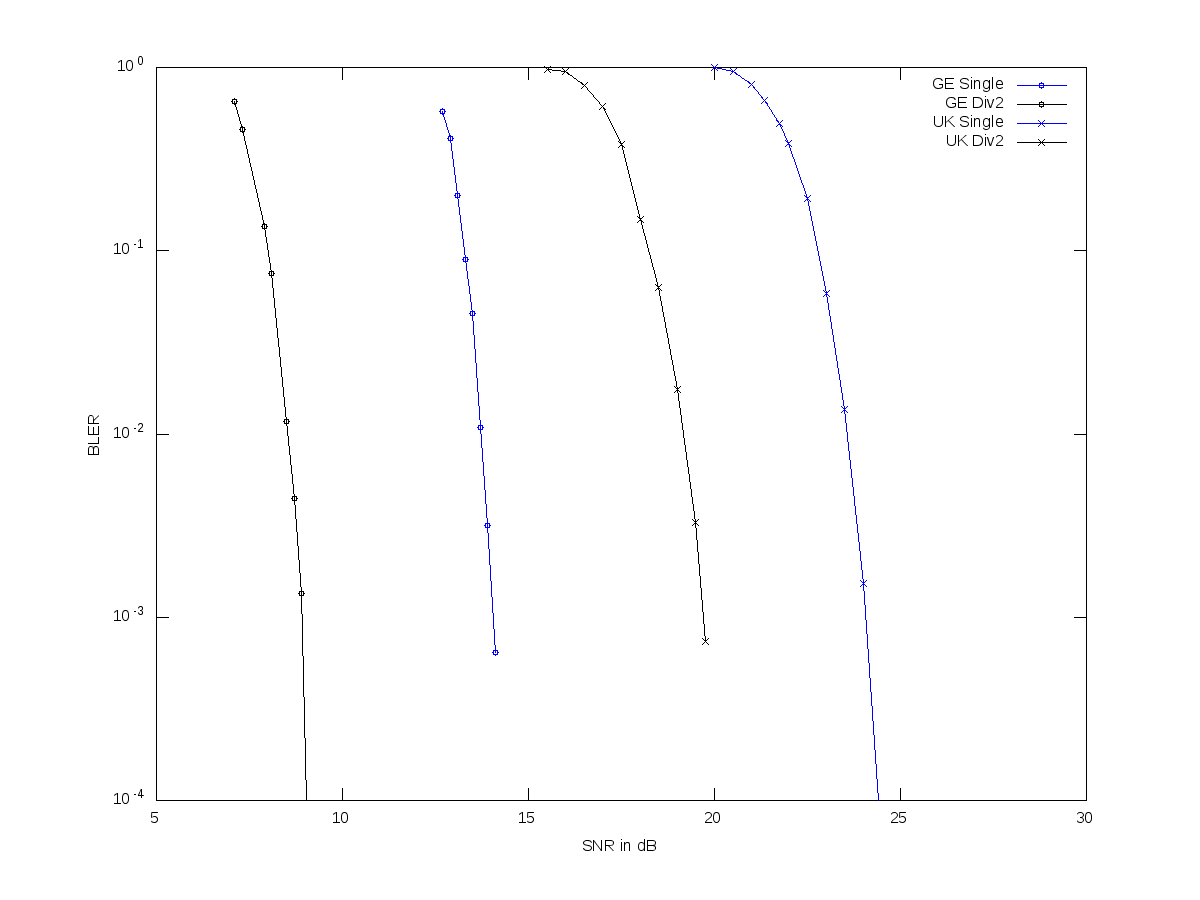 10^0
GE Single
GE Div2
UK Single
UK Div2
10^-1
BLER
10^-2
10^-3
10^-4
5 10 15 20 25 30
SNR in dB